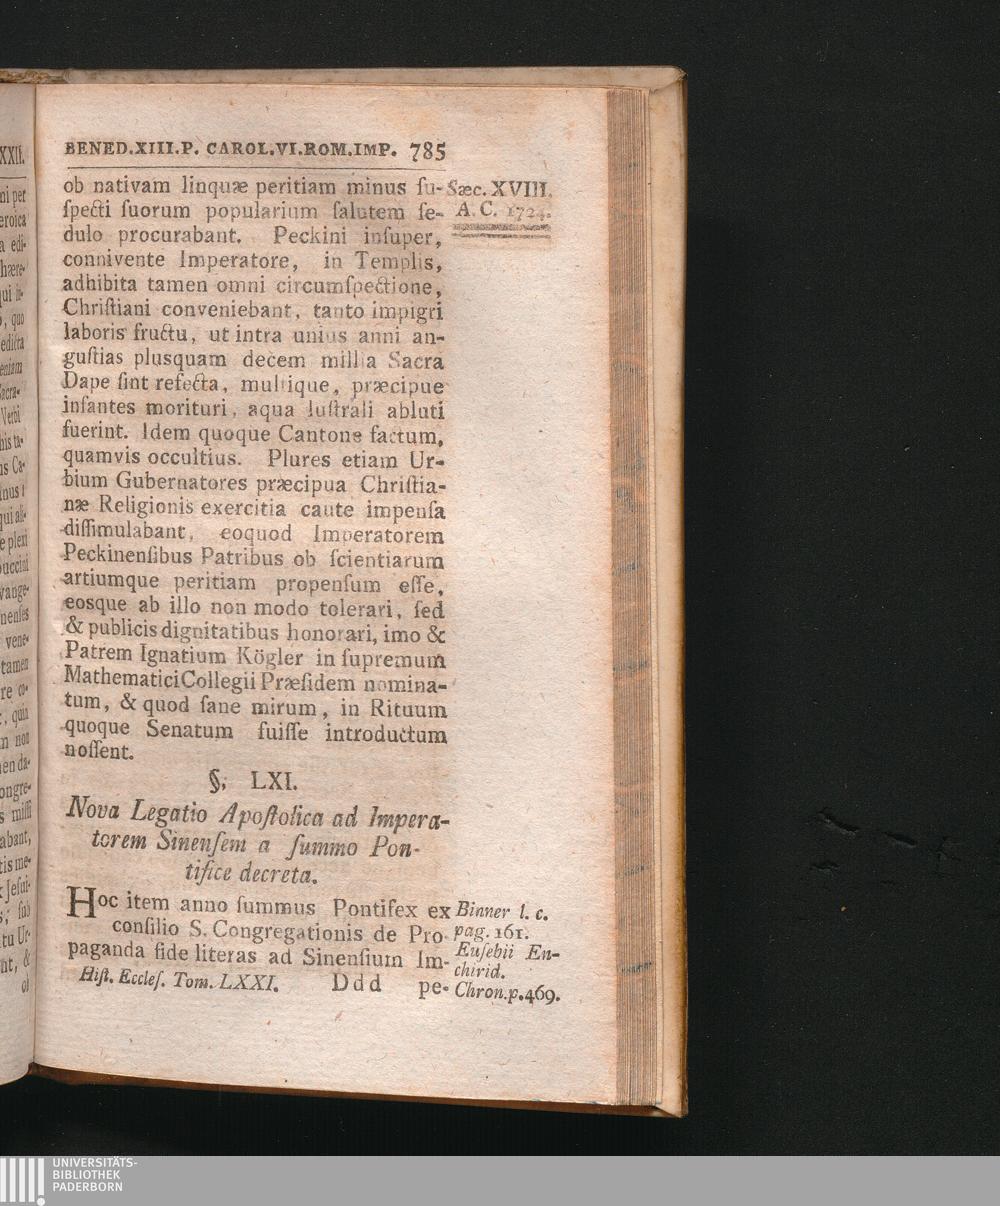 BENED.XIII.P. CAROL.VI.ROM.IMP. 785
ob nativam linquæ peritiam minus ſu-
ſpecti ſuorum popularium ſalutem ſe-
dulo procurabant. Peckini inſuper,
connivente Imperatore, in Templis,
adhibita tamen omni circumſpectione,
Chriſtiani conveniebant, tanto impigri
laboris fructu, ut intra unius anni an-
guſtias plusquam decem millia Sacra
Dape ſint refecta, multique, præcipue
infantes morituri, aqua luſtrali abluti
fuerint. Idem quoque Cantone factum,
quamvis occultius. Plures etiam Ur-
bium Gubernatores præcipua Chriſtia-
næ Religionis exercitia caute impenſa
diſſimulabant, eoquod Imperatorem
Peckinenſibus Patribus ob ſcientiarum
artiumque peritiam propenſum eſſe,
eosque ab illo non modo tolerari, ſed
& publicis dignitatibus honorari, imo &
Patrem Ignatium Kögler in ſupremum
Mathematici Collegii Præſidem nomina-
tum, & quod ſane mirum, in Rituum
quoque Senatum fuiſſe introductum
noſſent.
Sæc. XVIII.
A. C. 1724.
§. LXI.
Nova Legatio Apoſtolica ad Impera-
torem Sinenſem a ſummo Pon-
tifice decreta.
Hoc item anno ſummus Pontifex ex
conſilio S. Congregationis de Pro-
paganda fide literas ad Sinenſium Im-
Binner l. c.
pag. 161.
Euſebii En-
chirid.
Chron.p.469.
Hiſt. Eccleſ. Tom. LXXI. Ddd pe-
UNIVERSITÄTS-
BIBLIOTHEK
PADERBORN